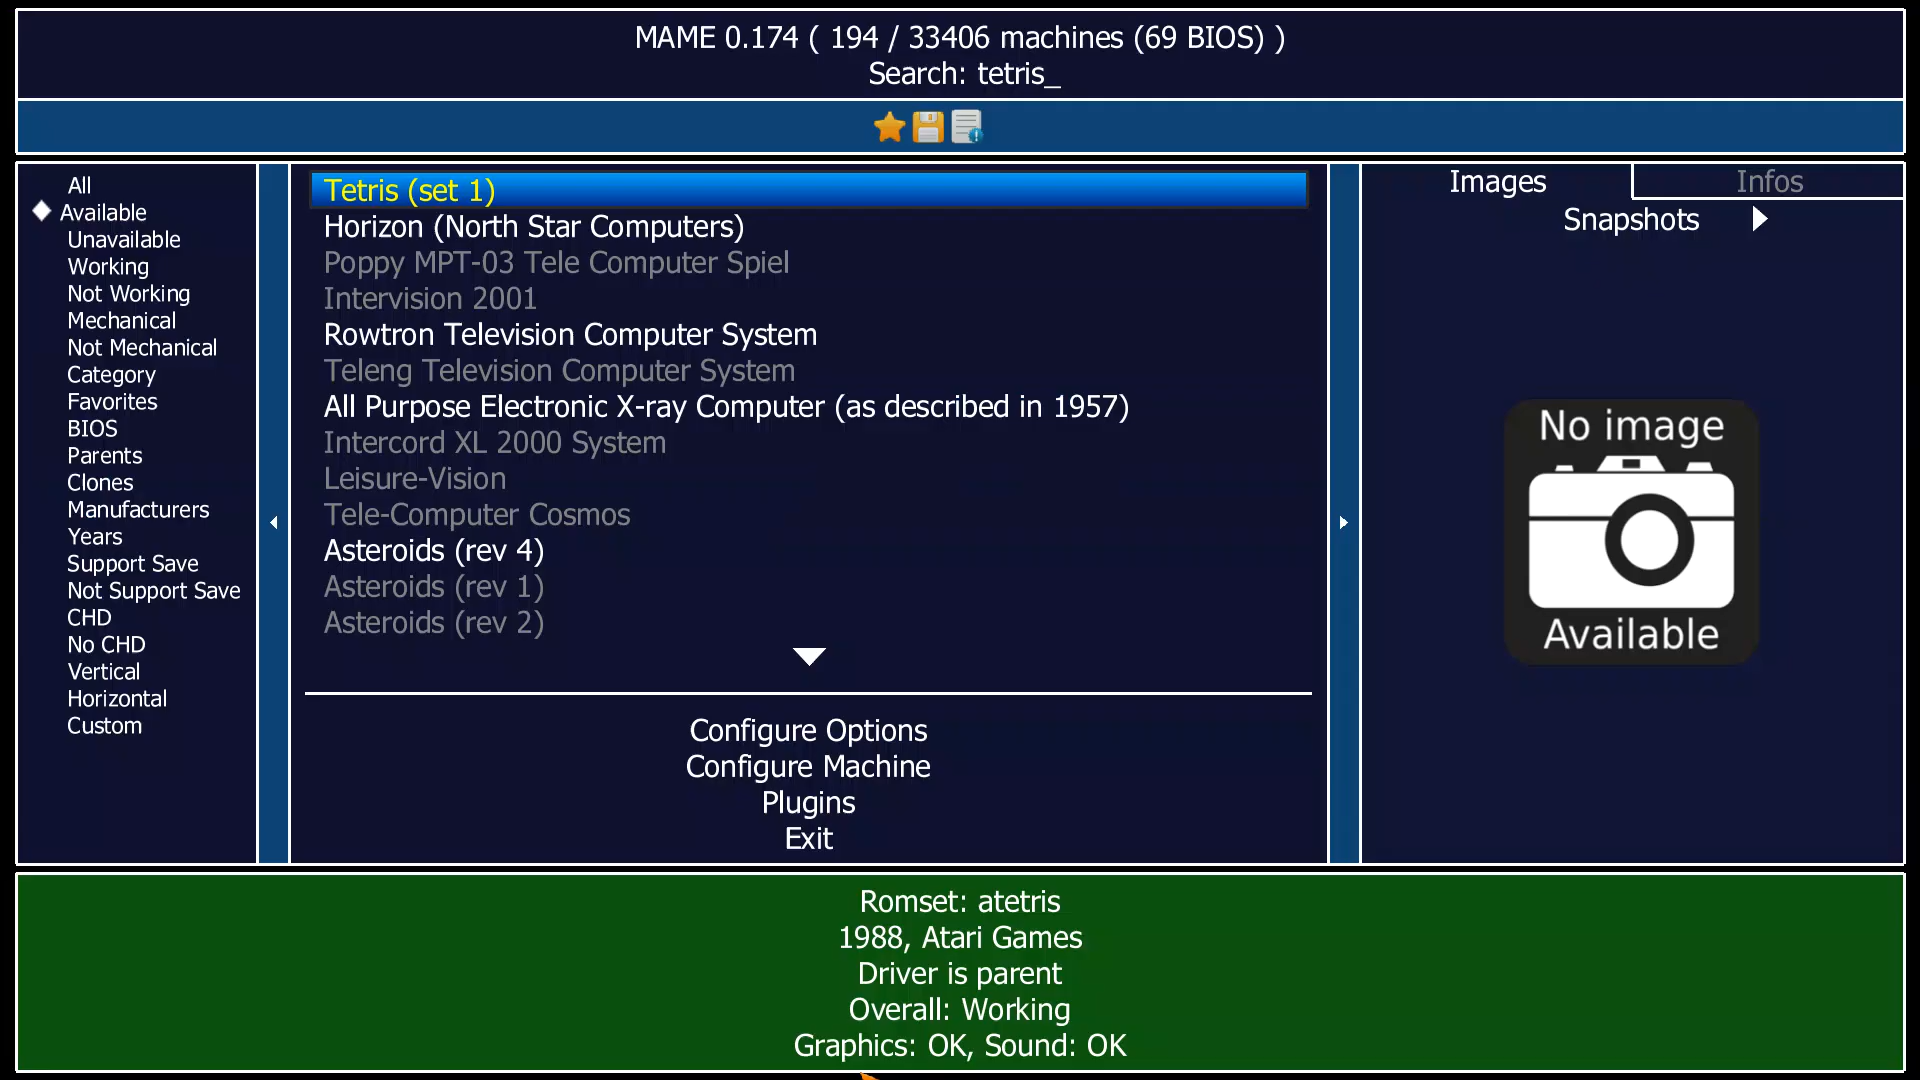 MAME 0.174 ( 194 / 33406 machines (69 BIOS) )
Search: tetris_
All
Available
Unavailable
Working
Not Working
Mechanical
Not Mechanical
Category
Favorites
BIOS
Parents
Clones
Manufacturers
Years
Support Save
Not Support Save
CHD
No CHD
Vertical
Horizontal
Custom
Tetris (set 1)
Horizon (North Star Computers)
Poppy MPT-03 Tele Computer Spiel
Intervision 2001
Rowtron Television Computer System
Teleng Television Computer System
All Purpose Electronic X-ray Computer (as described in 1957)
Intercord XL 2000 System
Leisure-Vision
Tele-Computer Cosmos
Asteroids (rev 4)
Asteroids (rev 1)
Asteroids (rev 2)
Configure Options
Configure Machine
Plugins
Exit
Images
Infos
Snapshots
No image
Available
Romset: atetris
1988, Atari Games
Driver is parent
Overall: Working
Graphics: OK, Sound: OK